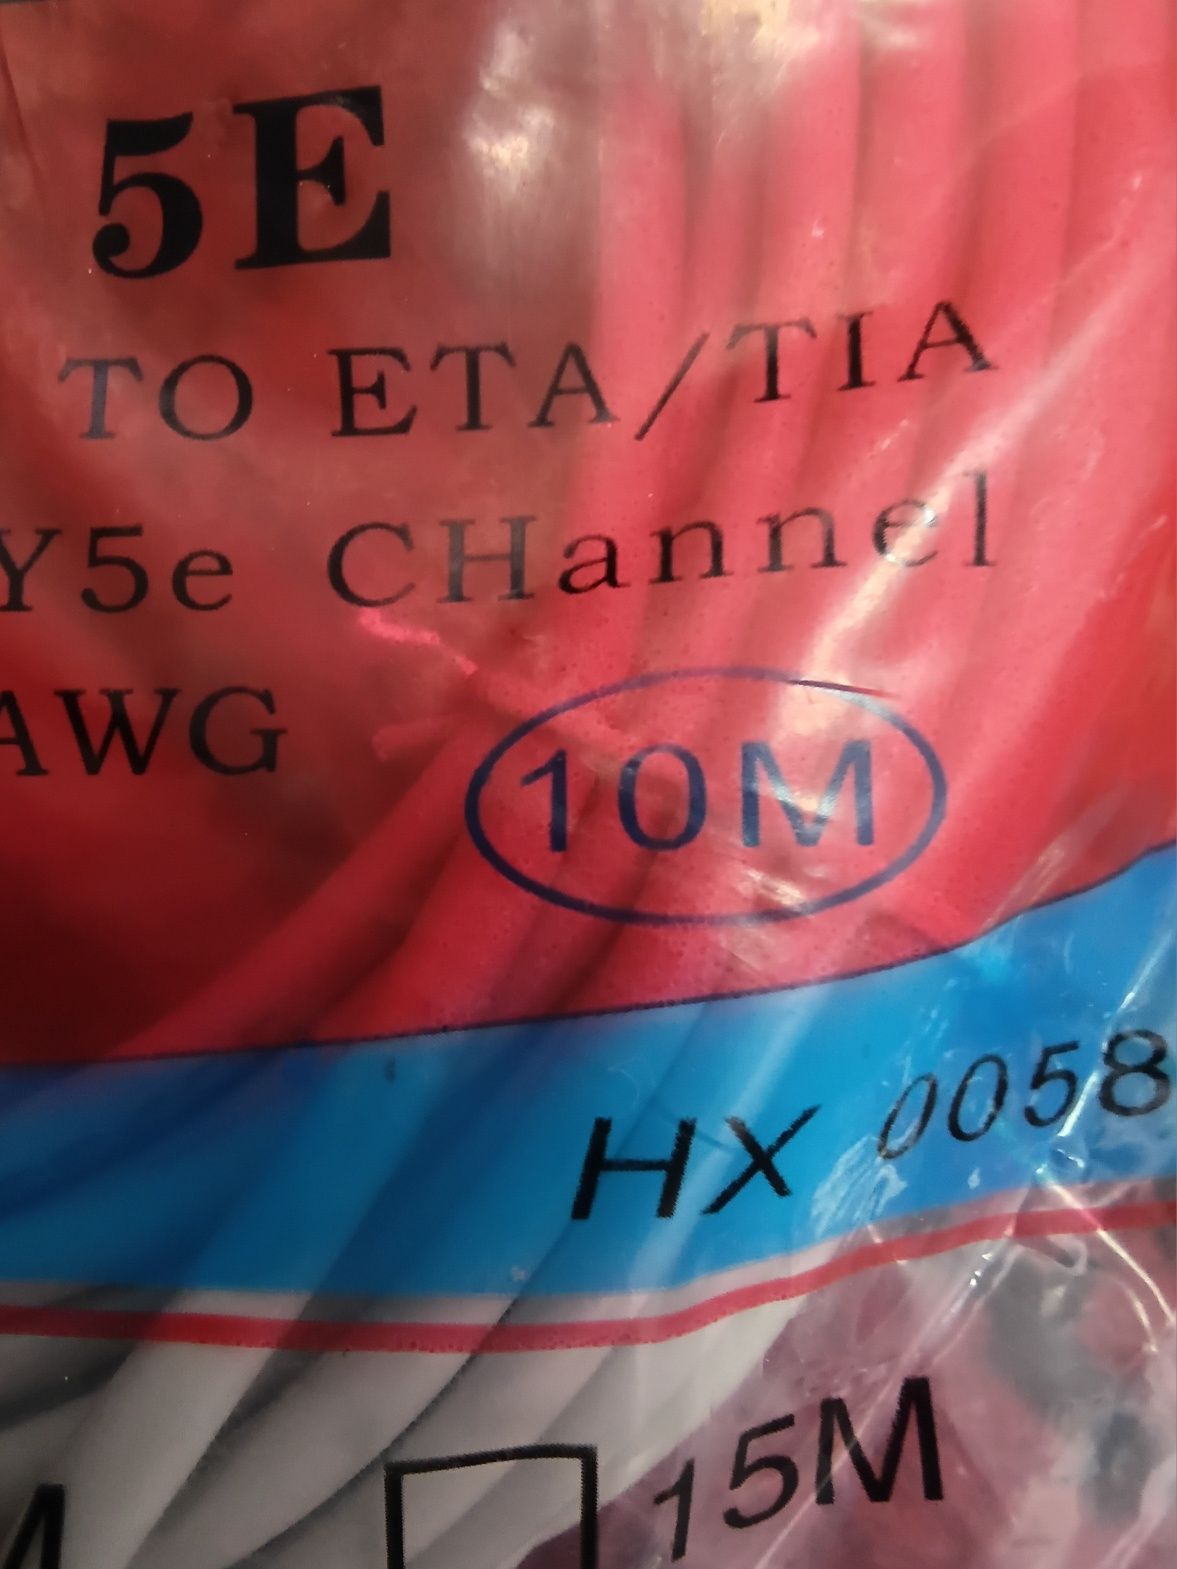 5E
TO ETA/TIA
Y5e CHannel
AWG
10M
HX 0058
15M